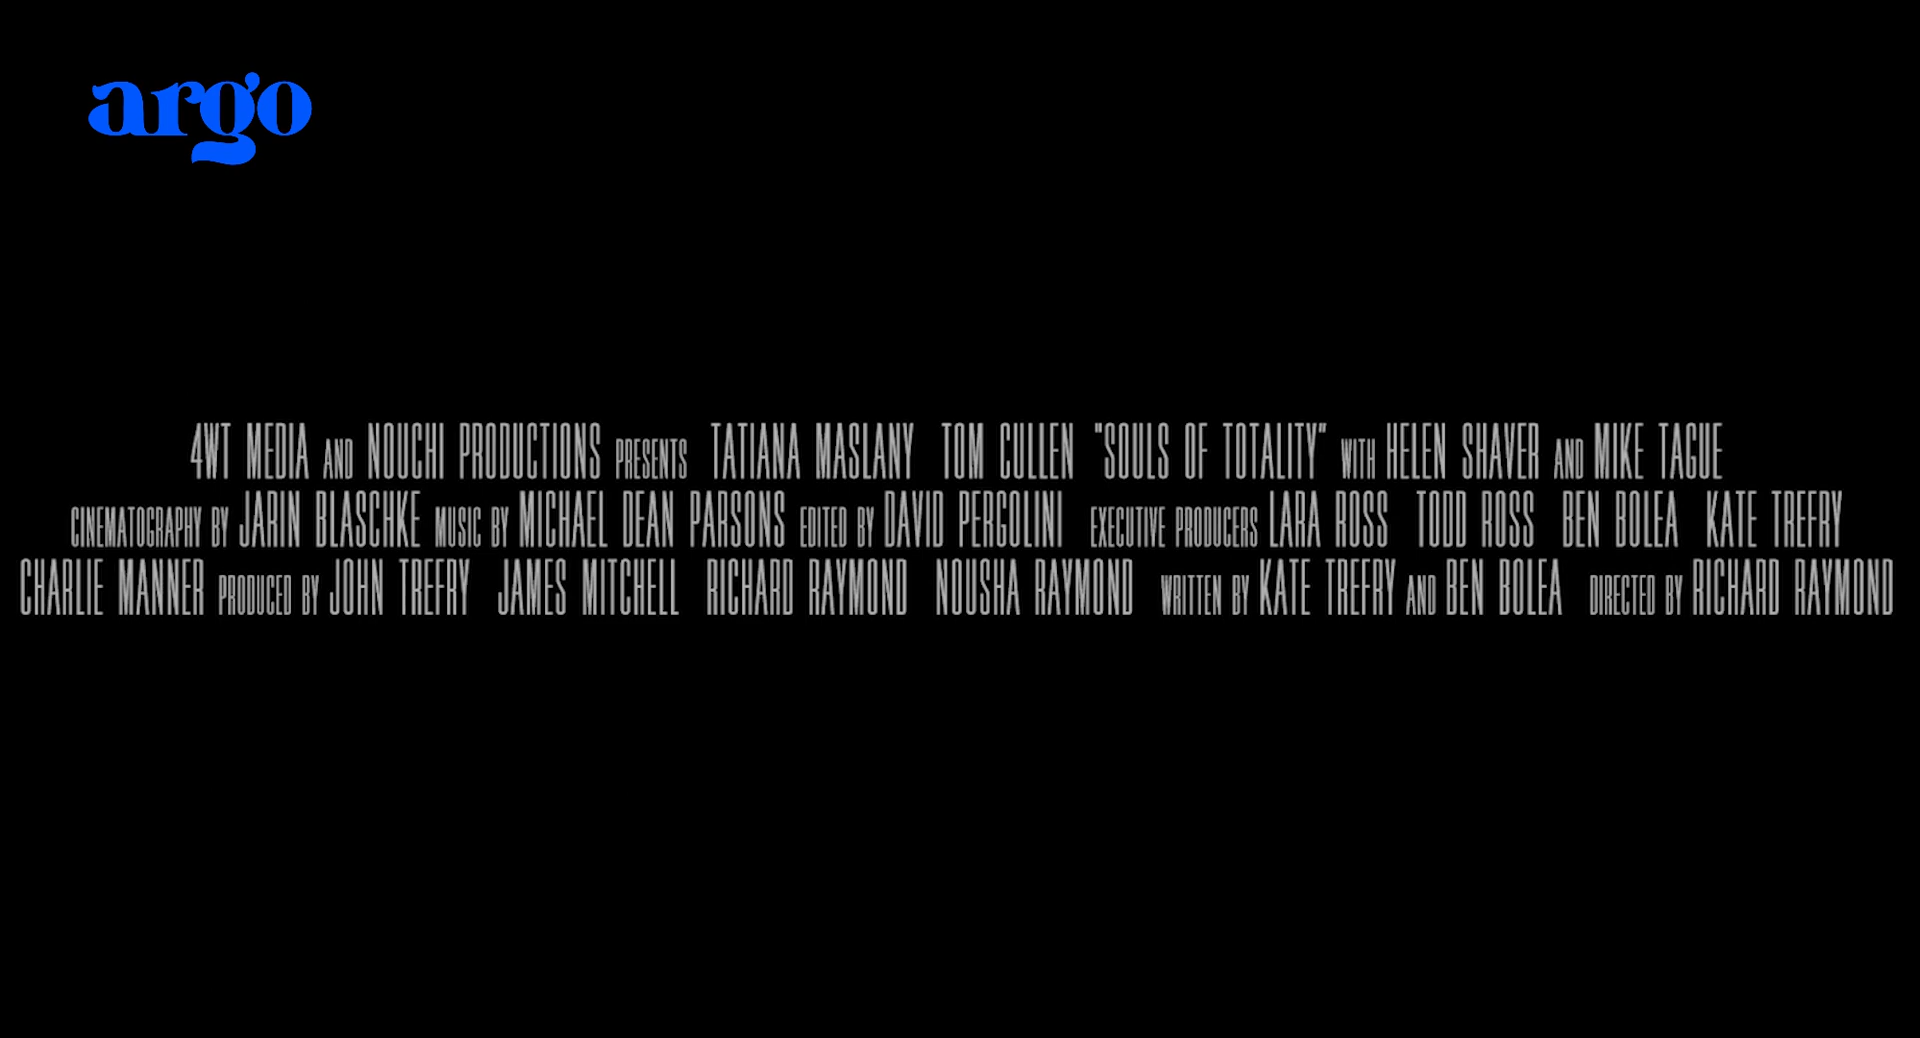 argo
4WT MEDIA AND NOUCHI PRODUCTIONS PRESENTS TATIANA MASLANY TOM CULLEN "SOULS OF TOTALITY" WITH HELEN SHAVER AND MIKE TAGUE
CINEMATOGRAPHY BY JARIN BLASCHKE MUSIC BY MICHAEL DEAN PARSONS EDITED BY DAVID PERGOLINI EXECUTIVE PRODUCERS LARA ROSS TODD ROSS BEN BOLEA KATE TREFRY
CHARLIE MANNER PRODUCED BY JOHN TREFRY JAMES MITCHELL RICHARD RAYMOND NOUSHA RAYMOND WRITTEN BY KATE TREFRY AND BEN BOLEA DIRECTED BY RICHARD RAYMOND